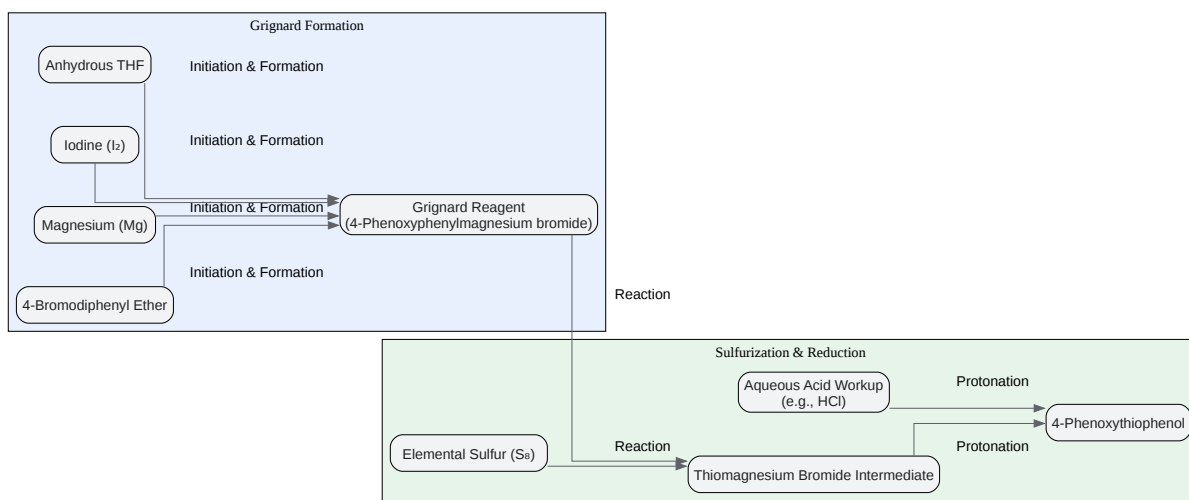 Grignard Formation
Anhydrous THF
Initiation & Formation
Iodine (I₂)
Initiation & Formation
Magnesium (Mg)
Initiation & Formation
Grignard Reagent
(4-Phenoxyphenylmagnesium bromide)
4-Bromodiphenyl Ether
Initiation & Formation
Reaction
Sulfurization & Reduction
Aqueous Acid Workup
(e.g., HCl)
Protonation
4-Phenoxythiophenol
Elemental Sulfur (S₈)
Reaction
Thiomagnesium Bromide Intermediate
Protonation